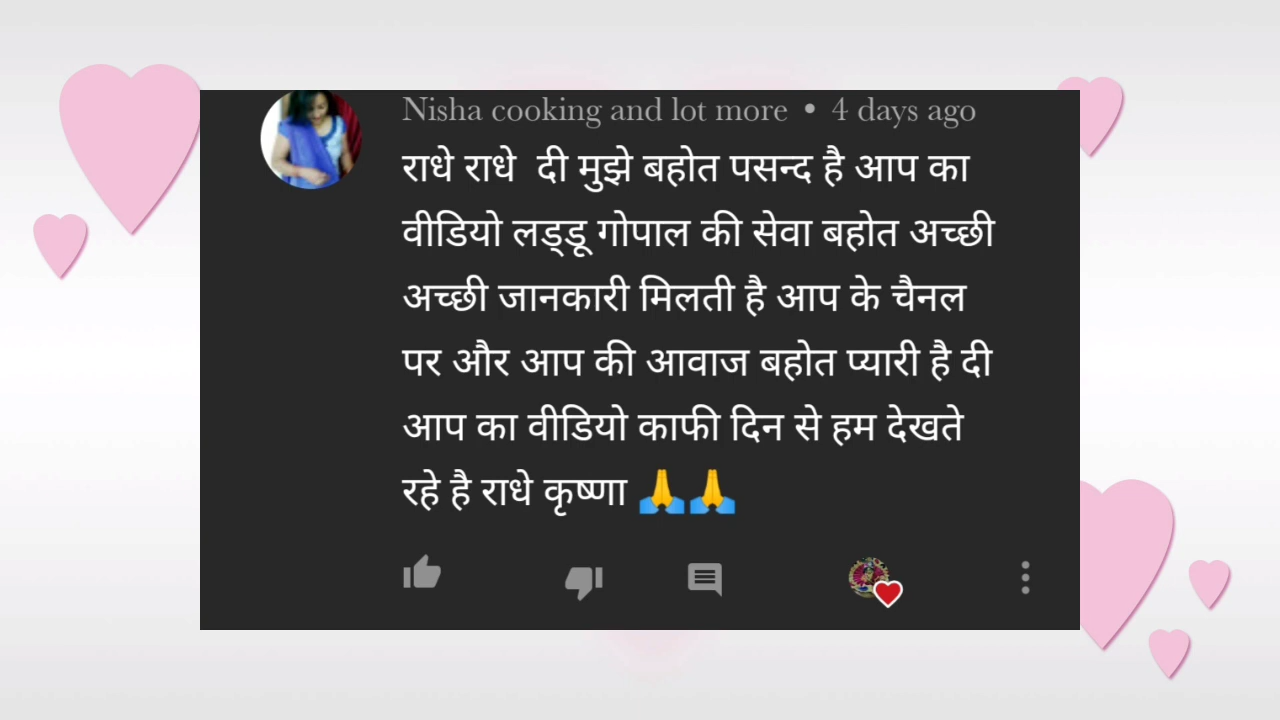 Nisha cooking and lot more • 4 days ago
राधे राधे दी मुझे बहोत पसन्द है आप का
वीडियो लड्डू गोपाल की सेवा बहोत अच्छी
अच्छी जानकारी मिलती है आप के चैनल
पर और आप की आवाज बहोत प्यारी है दी
आप का वीडियो काफी दिन से हम देखते
रहे है राधे कृष्णा 🙏🙏